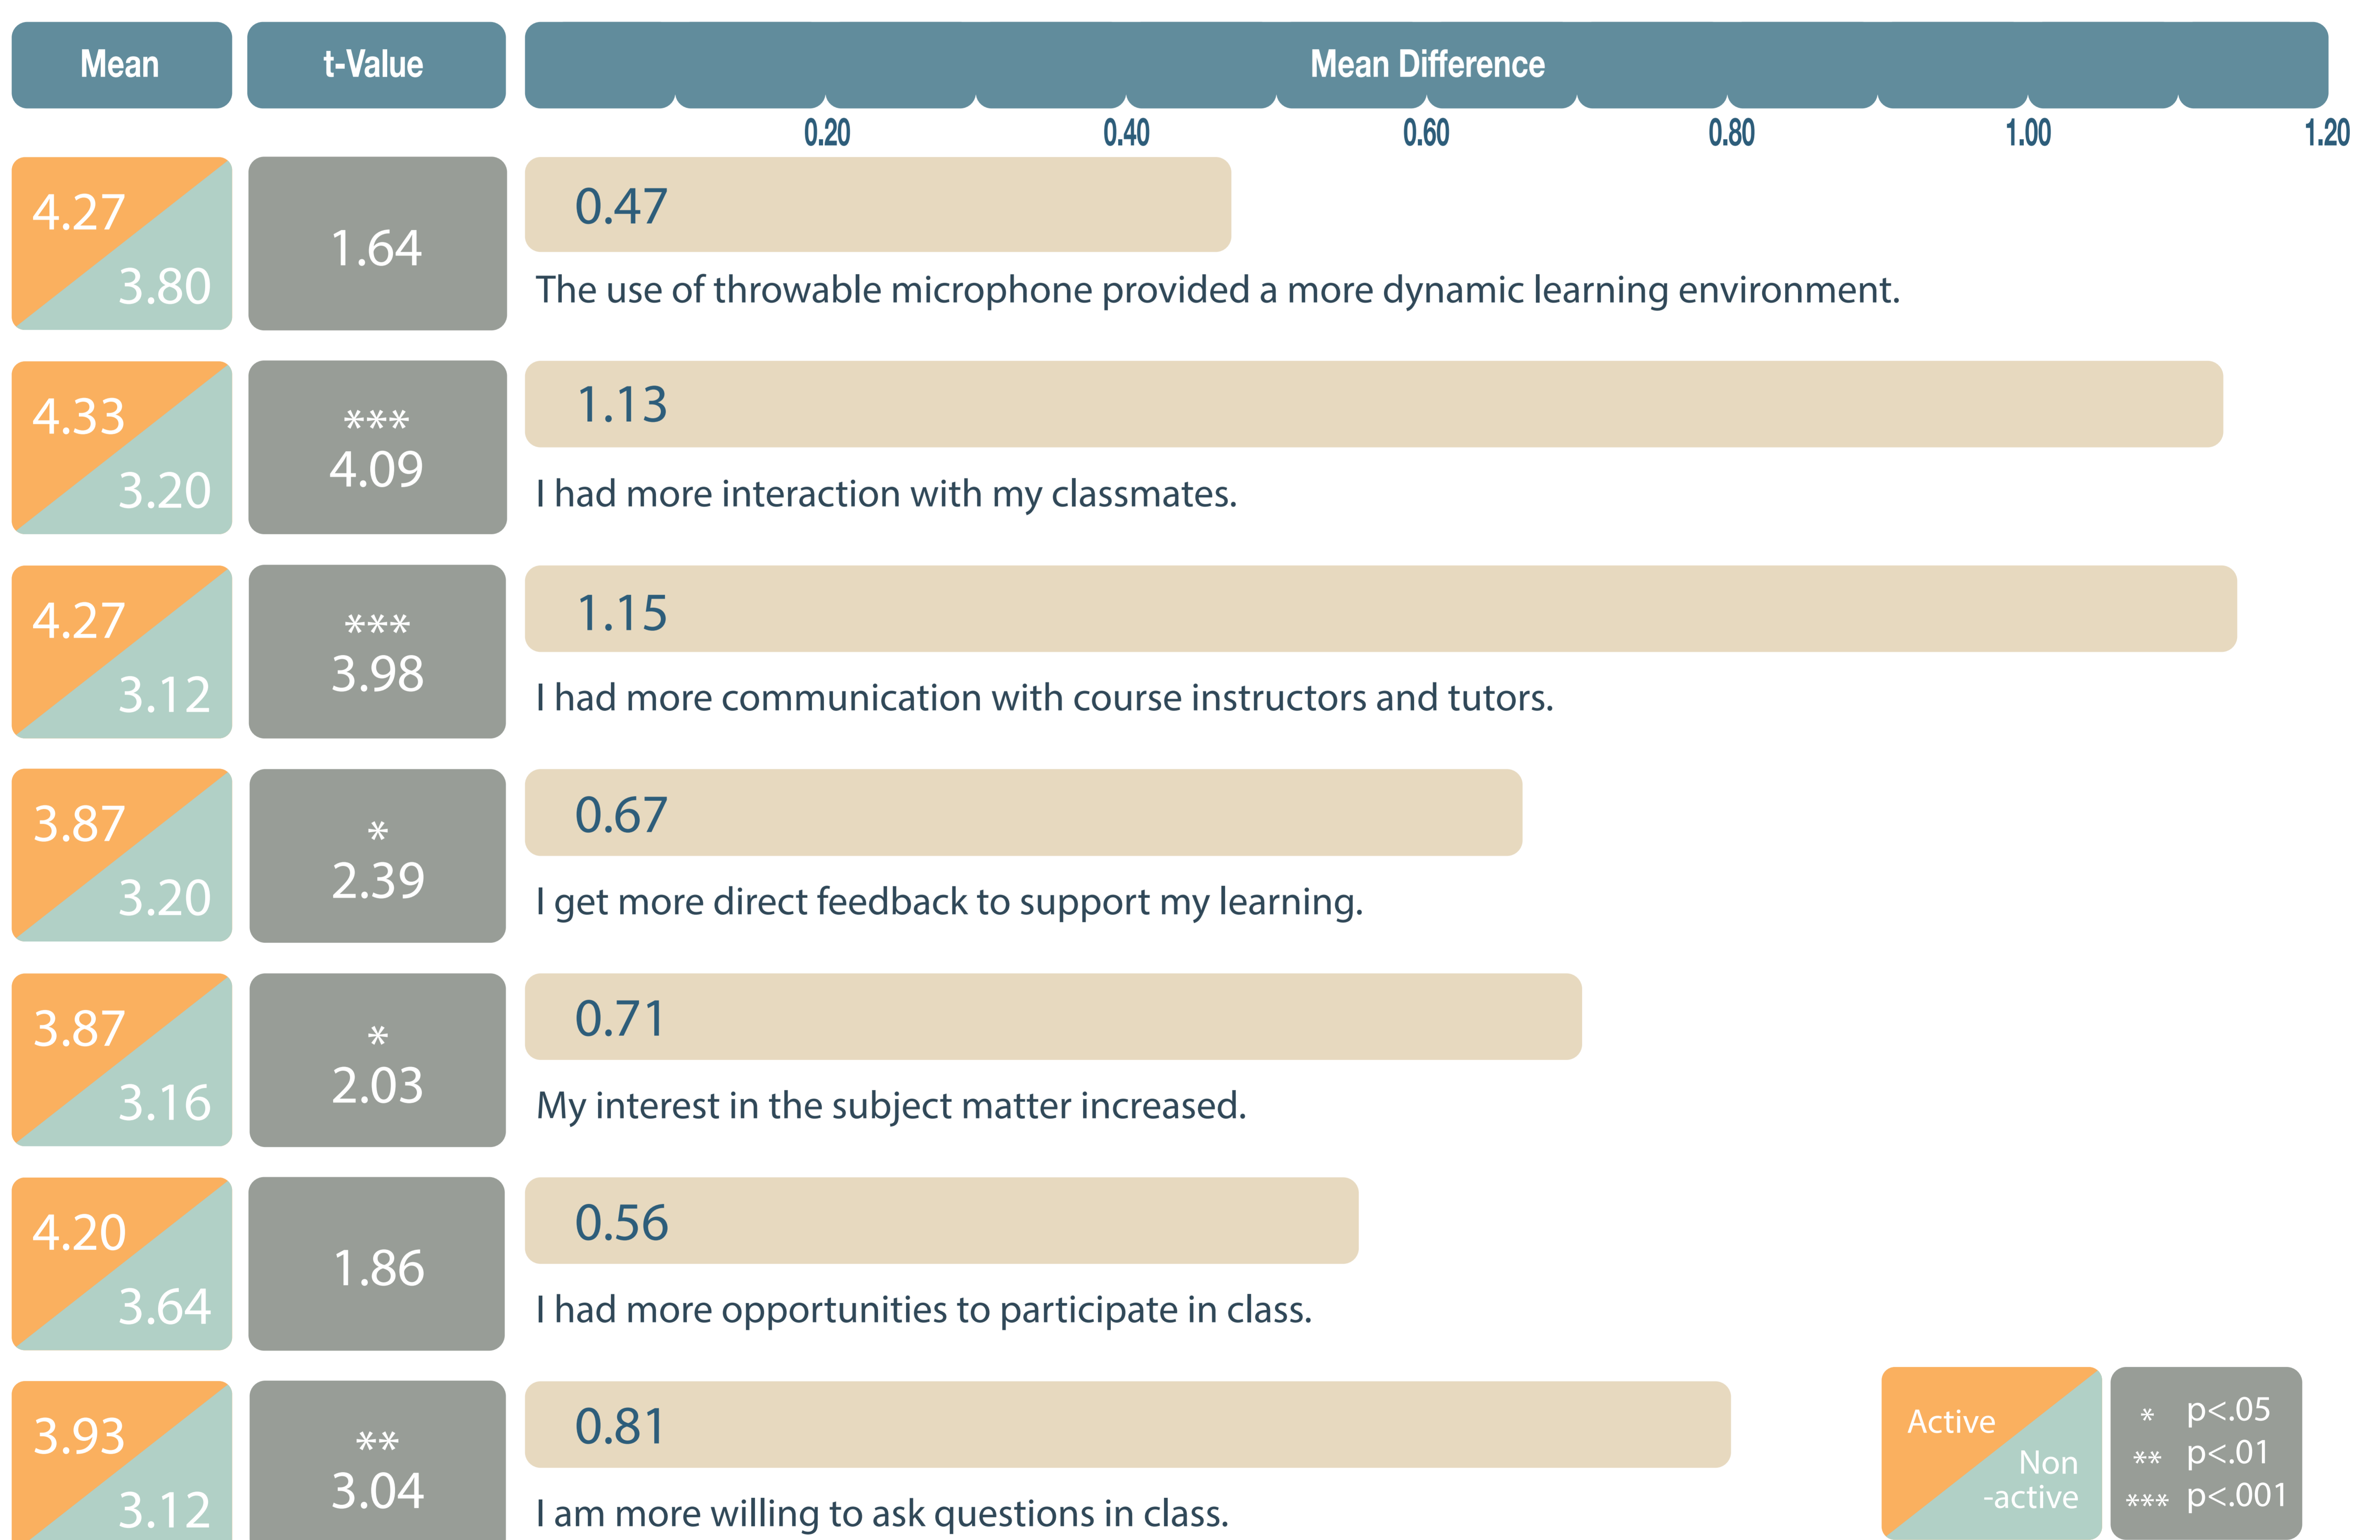 Mean t-Value Mean Difference
0.20 0.40 0.60 0.80 1.00 1.20
4.27
3.80
1.64
0.47
The use of throwable microphone provided a more dynamic learning environment.
4.33
3.20
***
4.09
1.13
I had more interaction with my classmates.
4.27
3.12
***
3.98
1.15
I had more communication with course instructors and tutors.
3.87
3.20
*
2.39
0.67
I get more direct feedback to support my learning.
3.87
3.16
*
2.03
0.71
My interest in the subject matter increased.
4.20
3.64
1.86
0.56
I had more opportunities to participate in class.
3.93
3.12
**
3.04
0.81
I am more willing to ask questions in class.
Active
Non
-active
* p<.05
** p<.01
*** p<.001